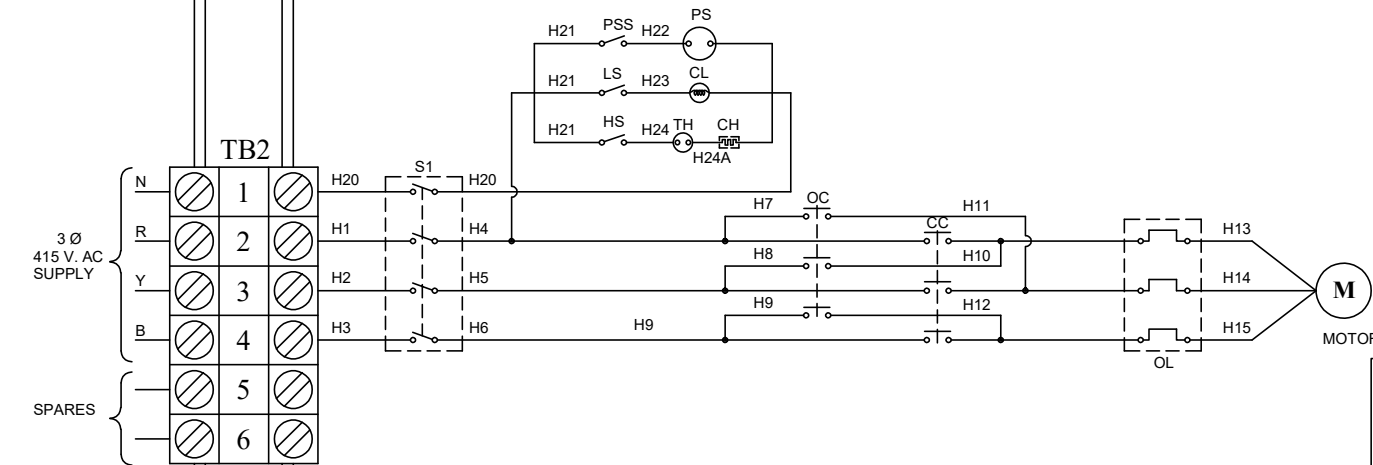 H21 PSS H22 PS
H21 LS H23 CL
H21 HS H24 TH CH
H24A
TB2
S1
N 1 H20 H20
R 2 H1 H4
Y 3 H2 H5
B 4 H3 H6 H9
5
6
3 Ø
415 V. AC
SUPPLY
SPARES
H7 OC H11
CC
H8 H10
H9 H12
H13
H14
H15
OL
M
MOTOR